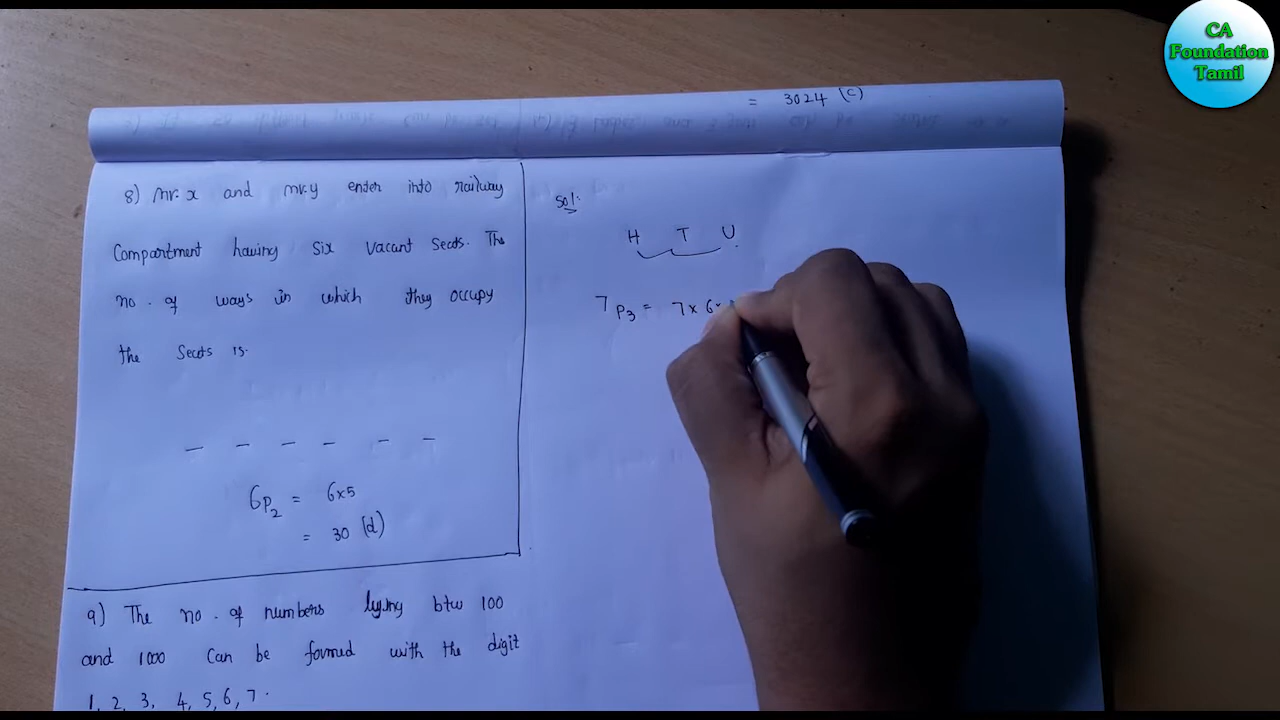 CA
Foundation
Tamil
= 3024 (c)
8) Mr. x and Mr. y enter into railway
Compartment having six vacant Seats. The
no. of ways in which they occupy
the Seats is.
6P2 = 6x5
= 30 (d)
9) The no. of numbers lying btw 100
and 1000 Can be formed with the digit
1, 2, 3, 4, 5, 6, 7.
Sol:
H T U
7P3 = 7x 6x